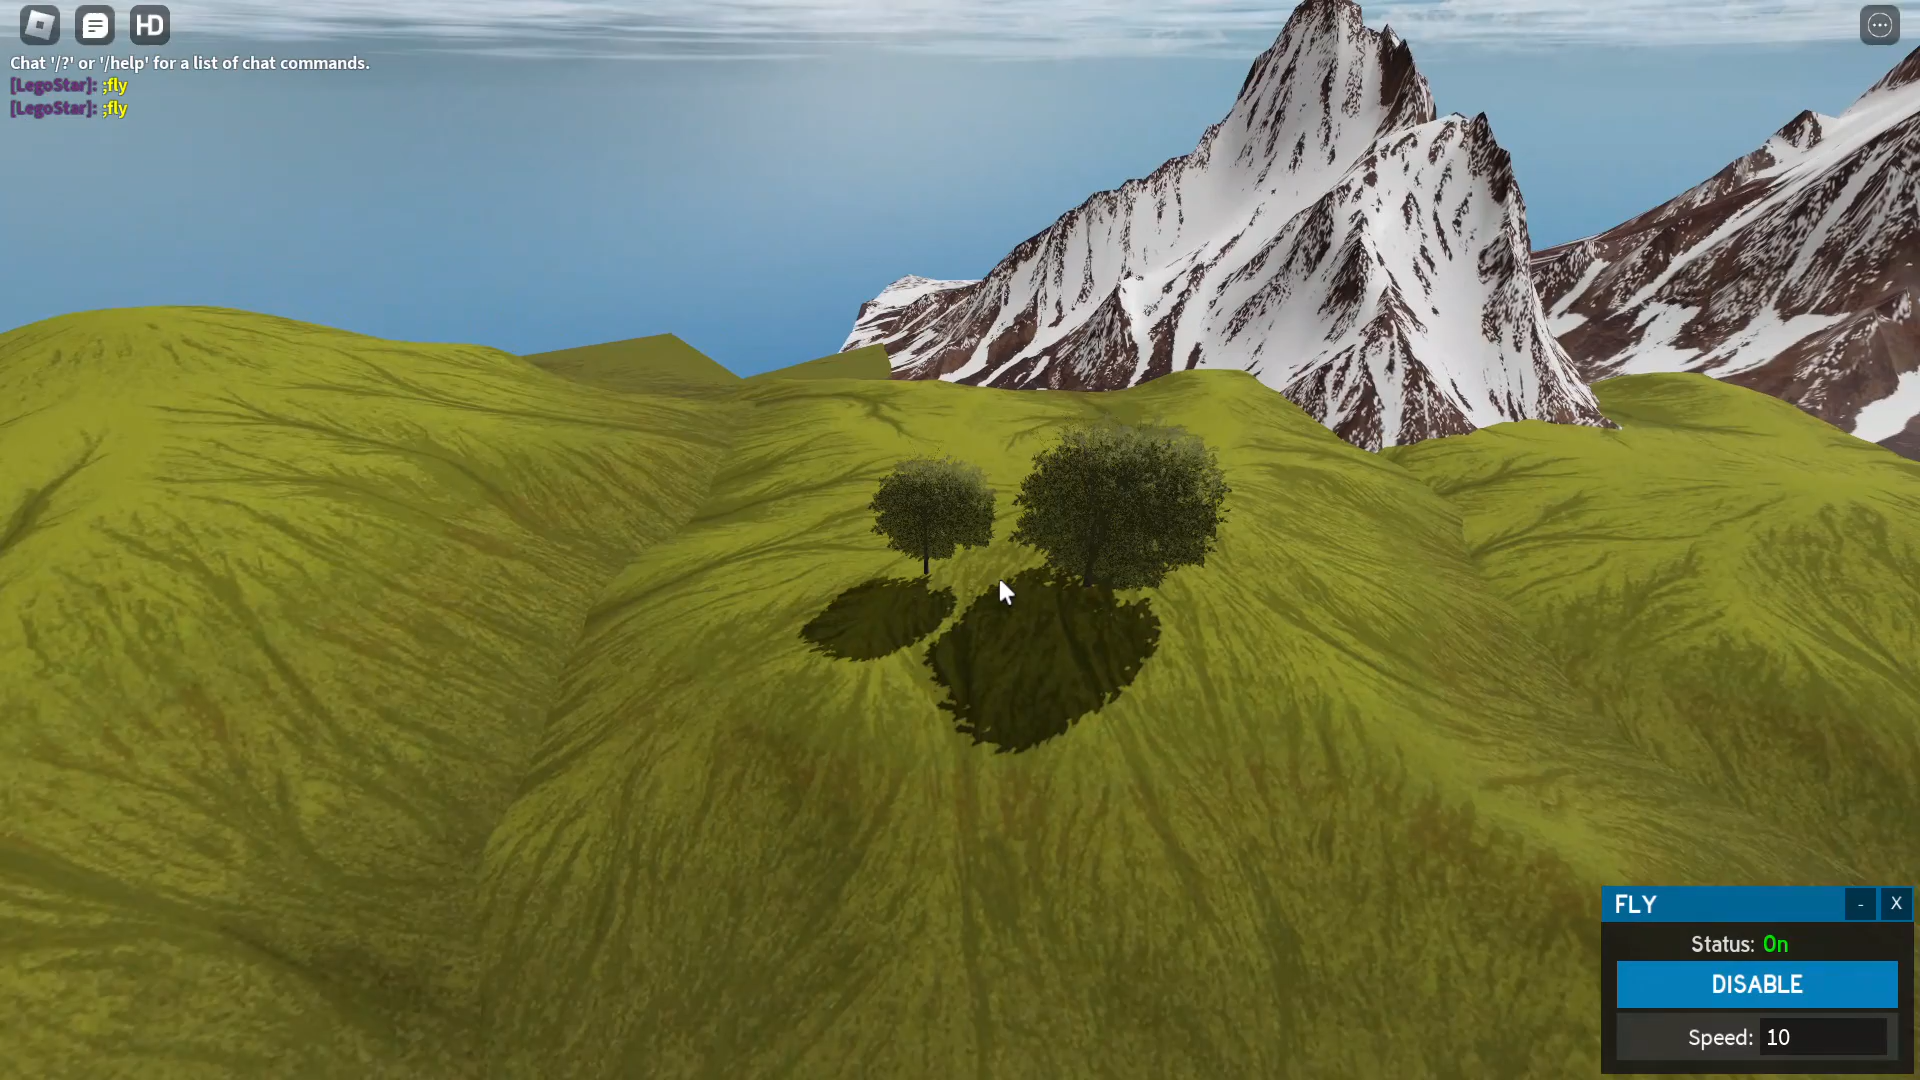 HD
Chat '/?' or '/help' for a list of chat commands.
[LegoStar]: ;fly
[LegoStar]: ;fly
FLY
-
X
Status: On
DISABLE
Speed: 10